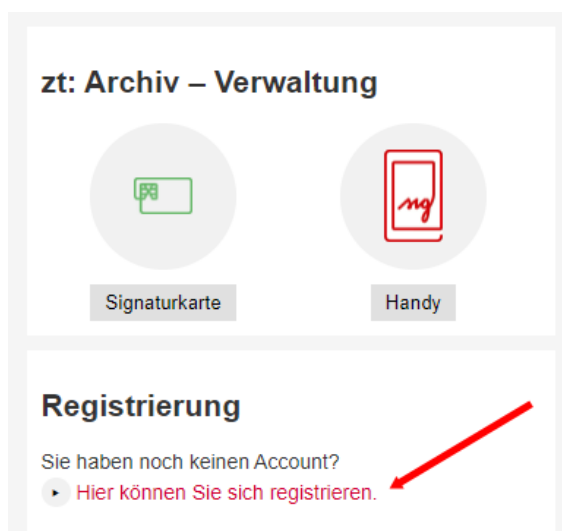 zt: Archiv – Verwaltung
Signaturkarte
Handy
Registrierung
Sie haben noch keinen Account?
Hier können Sie sich registrieren.